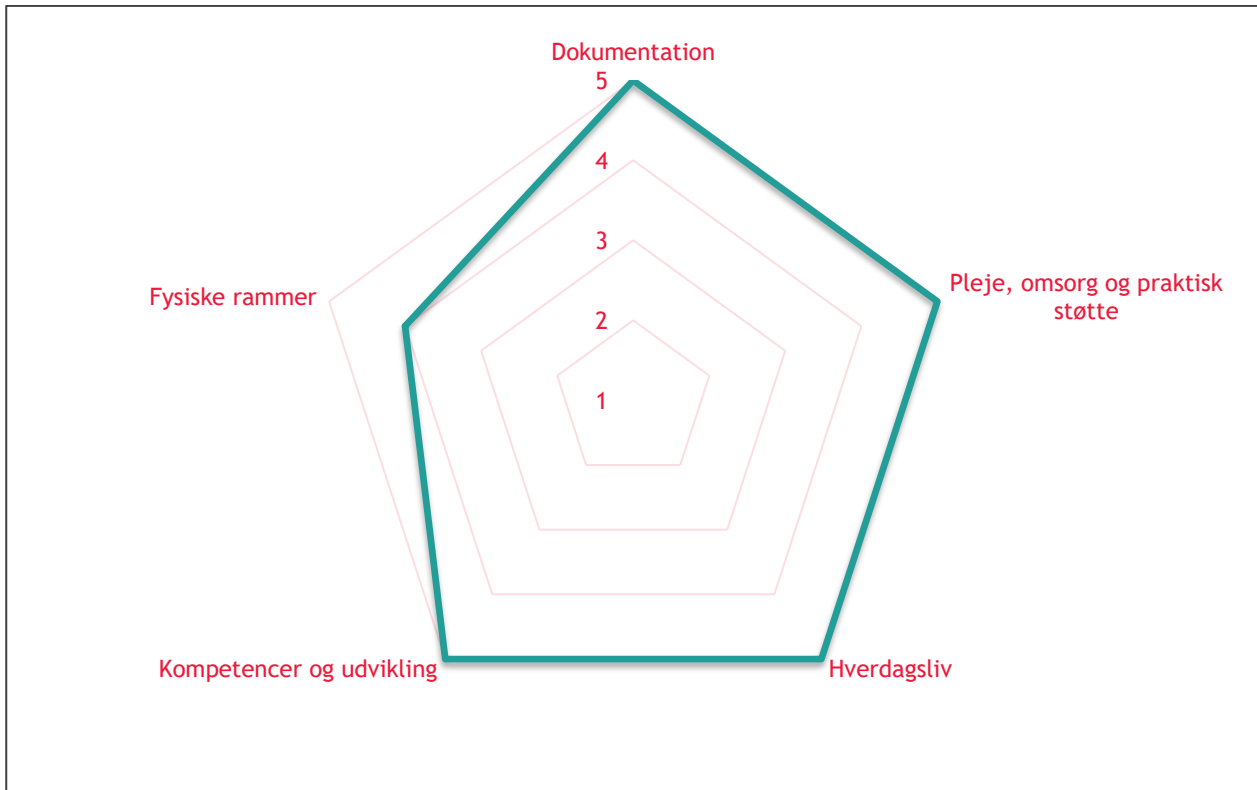 Dokumentation
5
4
3
2
1
Pleje, omsorg og praktisk
støtte
Fysiske rammer
Kompetencer og udvikling
Hverdagsliv